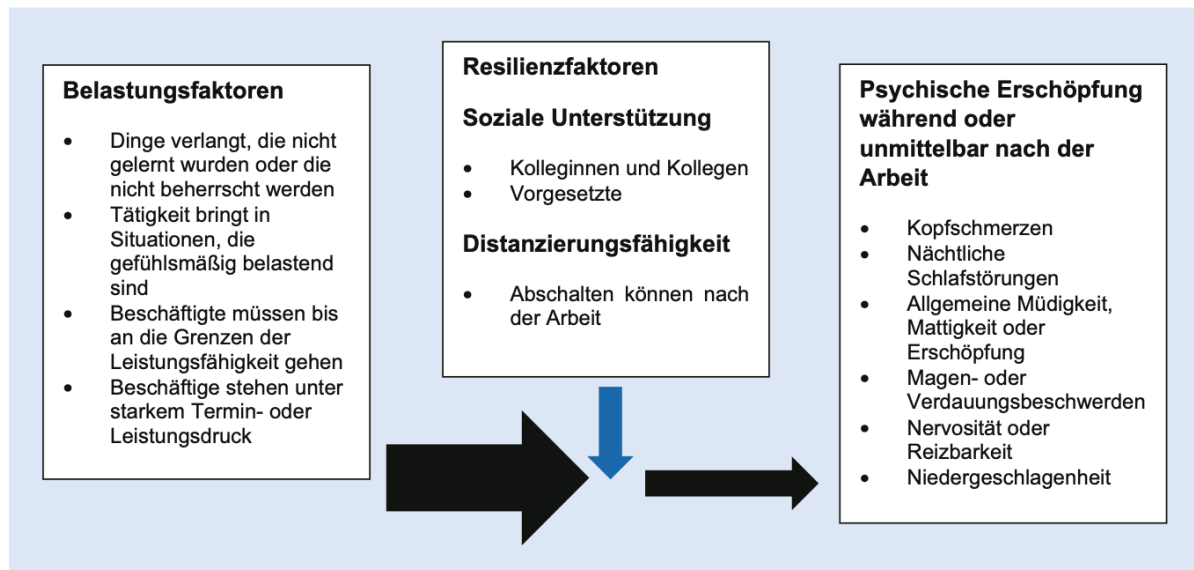 Belastungsfaktoren
• Dinge verlangt, die nicht
gelernt wurden oder die
nicht beherrscht werden
• Tätigkeit bringt in
Situationen, die
gefühlsmäßig belastend
sind
• Beschäftigte müssen bis
an die Grenzen der
Leistungsfähigkeit gehen
• Beschäftige stehen unter
starkem Termin- oder
Leistungsdruck
Resilienzfaktoren
Soziale Unterstützung
• Kolleginnen und Kollegen
• Vorgesetzte
Distanzierungsfähigkeit
• Abschalten können nach
der Arbeit
Psychische Erschöpfung
während oder
unmittelbar nach der
Arbeit
• Kopfschmerzen
• Nächtliche
Schlafstörungen
• Allgemeine Müdigkeit,
Mattigkeit oder
Erschöpfung
• Magen- oder
Verdauungsbeschwerden
• Nervosität oder
Reizbarkeit
• Niedergeschlagenheit